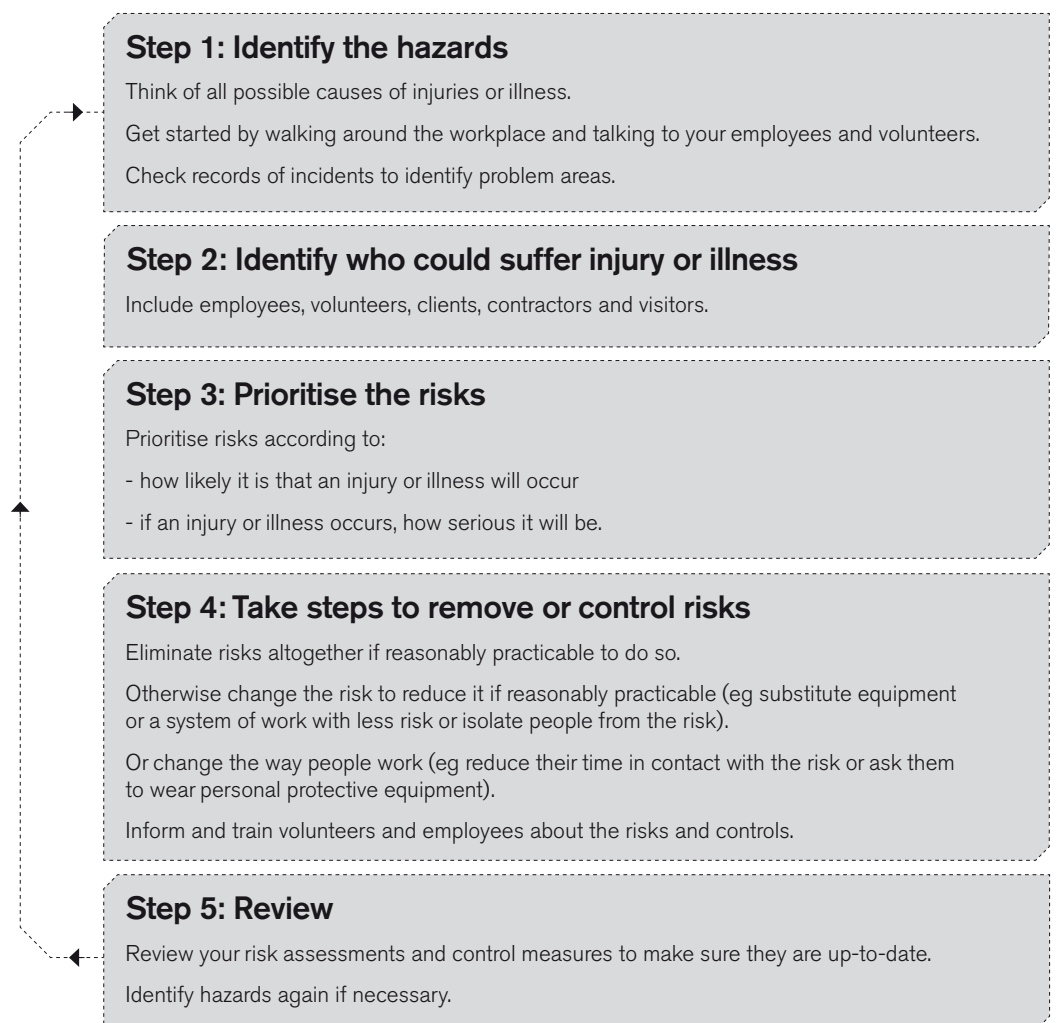 Step 1: Identify the hazards
Think of all possible causes of injuries or illness.
Get started by walking around the workplace and talking to your employees and volunteers.
Check records of incidents to identify problem areas.
Step 2: Identify who could suffer injury or illness
Include employees, volunteers, clients, contractors and visitors.
Step 3: Prioritise the risks
Prioritise risks according to:
- how likely it is that an injury or illness will occur
- if an injury or illness occurs, how serious it will be.
Step 4: Take steps to remove or control risks
Eliminate risks altogether if reasonably practicable to do so.
Otherwise change the risk to reduce it if reasonably practicable (eg substitute equipment
or a system of work with less risk or isolate people from the risk).
Or change the way people work (eg reduce their time in contact with the risk or ask them
to wear personal protective equipment).
Inform and train volunteers and employees about the risks and controls.
Step 5: Review
Review your risk assessments and control measures to make sure they are up-to-date.
Identify hazards again if necessary.